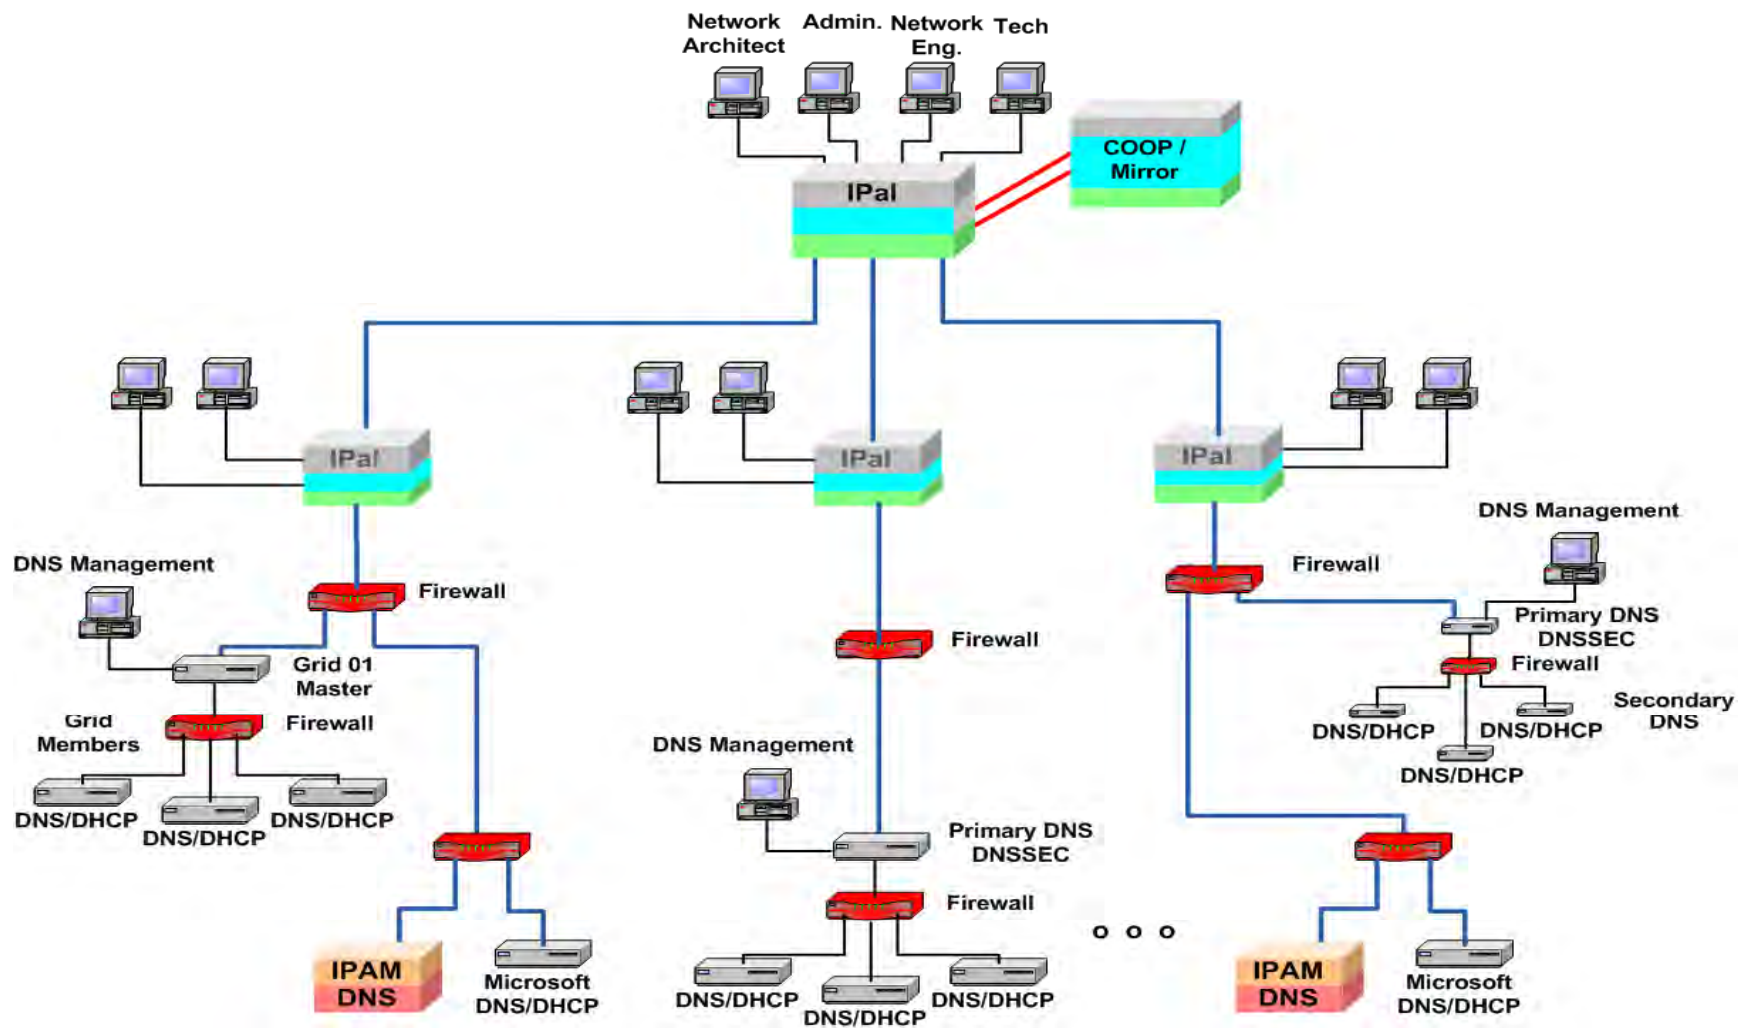 Network
Architect
Admin.
Network
Eng.
Tech
COOP /
Mirror
IPal
IPal
IPal
IPal
DNS Management
Firewall
Grid 01
Master
Grid
Members
Firewall
DNS/DHCP
DNS/DHCP
DNS/DHCP
IPAM
DNS
Microsoft
DNS/DHCP
Firewall
DNS Management
Primary DNS
DNSSEC
Firewall
DNS/DHCP
DNS/DHCP
DNS/DHCP
o o o
DNS Management
Firewall
Primary DNS
DNSSEC
Firewall
Secondary
DNS
DNS/DHCP
DNS/DHCP
DNS/DHCP
IPAM
DNS
Microsoft
DNS/DHCP